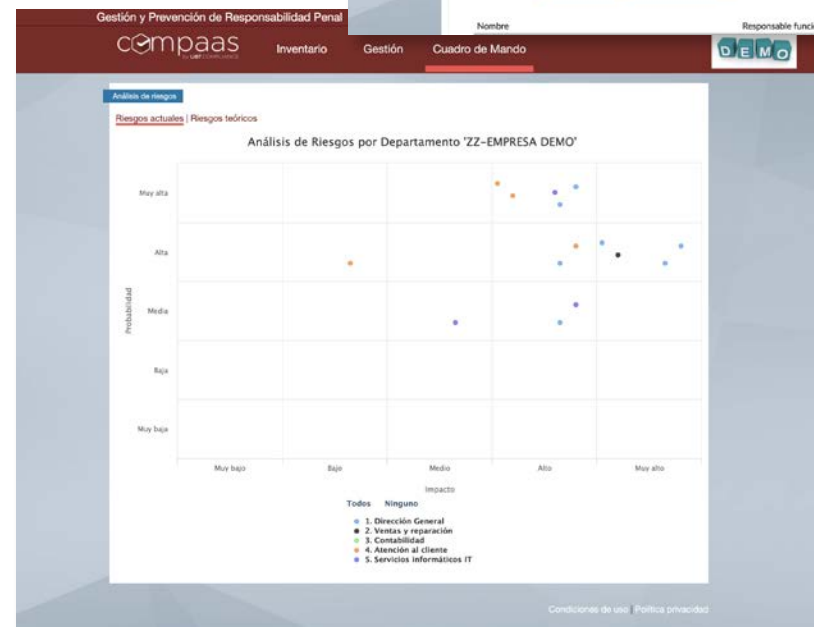 Gestión y Prevención de Responsabilidad Penal
Nombre
compaas Inventario Gestión Cuadro de Mando DEMO
Análisis de riesgos
Riesgos actuales | Riesgos teóricos
Análisis de Riesgos por Departamento 'ZZ-EMPRESA DEMO'
Muy alta
Alta
Media
Baja
Muy baja
Probabilidad
Muy bajo Bajo Medio Alto Muy alto
Impacto
Todos Ninguno
1. Dirección General
2. Ventas y reparación
3. Contabilidad
4. Atención al cliente
5. Servicios informáticos IT
Condiciones de uso | Política privacidad